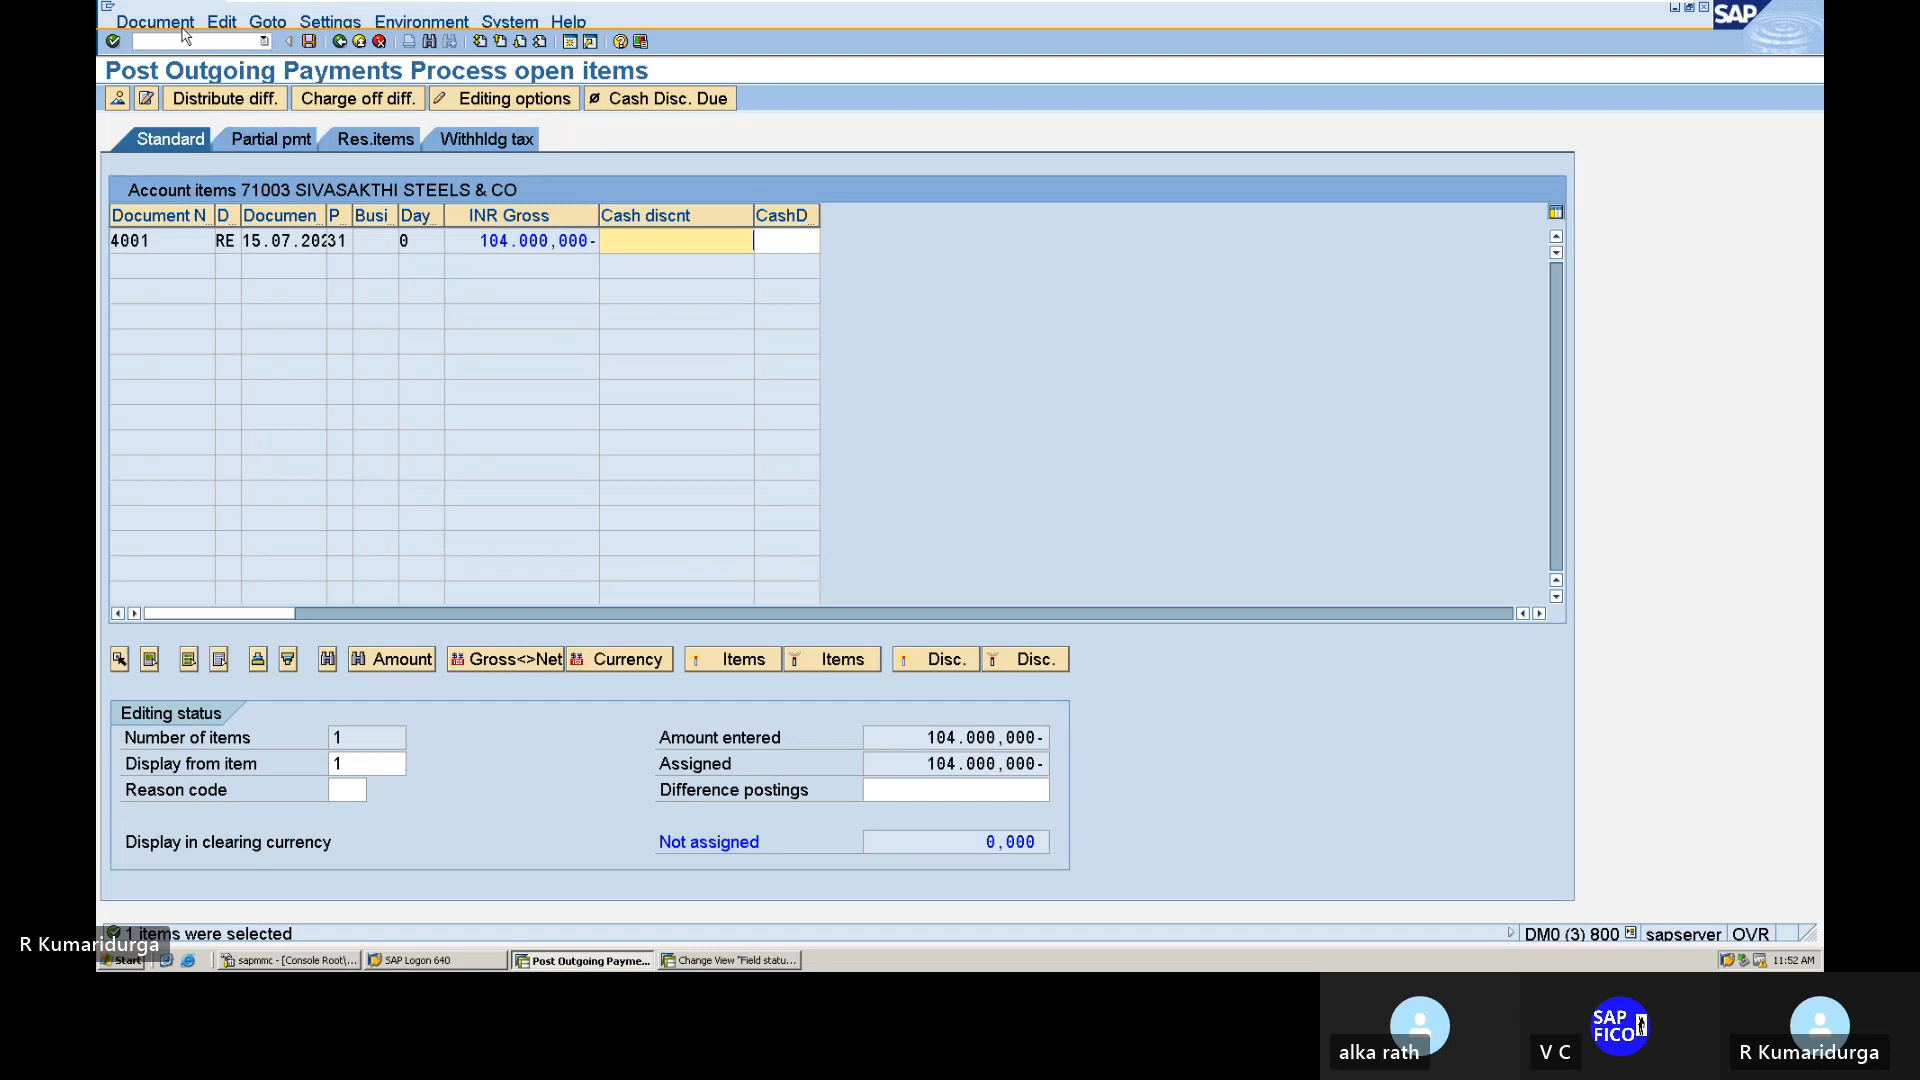 Document Edit Goto Settings Environment System Help
SAP
Post Outgoing Payments Process open items
Distribute diff. Charge off diff. Editing options Cash Disc. Due
Standard Partial pmt Res.items Withhldg tax
Account items 71003 SIVASAKTHI STEELS & CO
Document N D Documen P Busi Day INR Gross Cash discnt CashD
4001 RE 15.07.202 31 0 104.000,000-
Amount Gross<>Net Currency Items Items Disc. Disc.
Editing status
Number of items 1 Amount entered 104.000,000-
Display from item 1 Assigned 104.000,000-
Reason code Difference postings
Display in clearing currency Not assigned 0,000
1 items were selected DM0 (3) 800 sapserver OVR
R Kumaridurga
Start sapmmc - [Console Root\... SAP Logon 640 Post Outgoing Payme... Change View "Field statu... 11:52 AM
SAP
FICO
alka rath V C R Kumaridurga